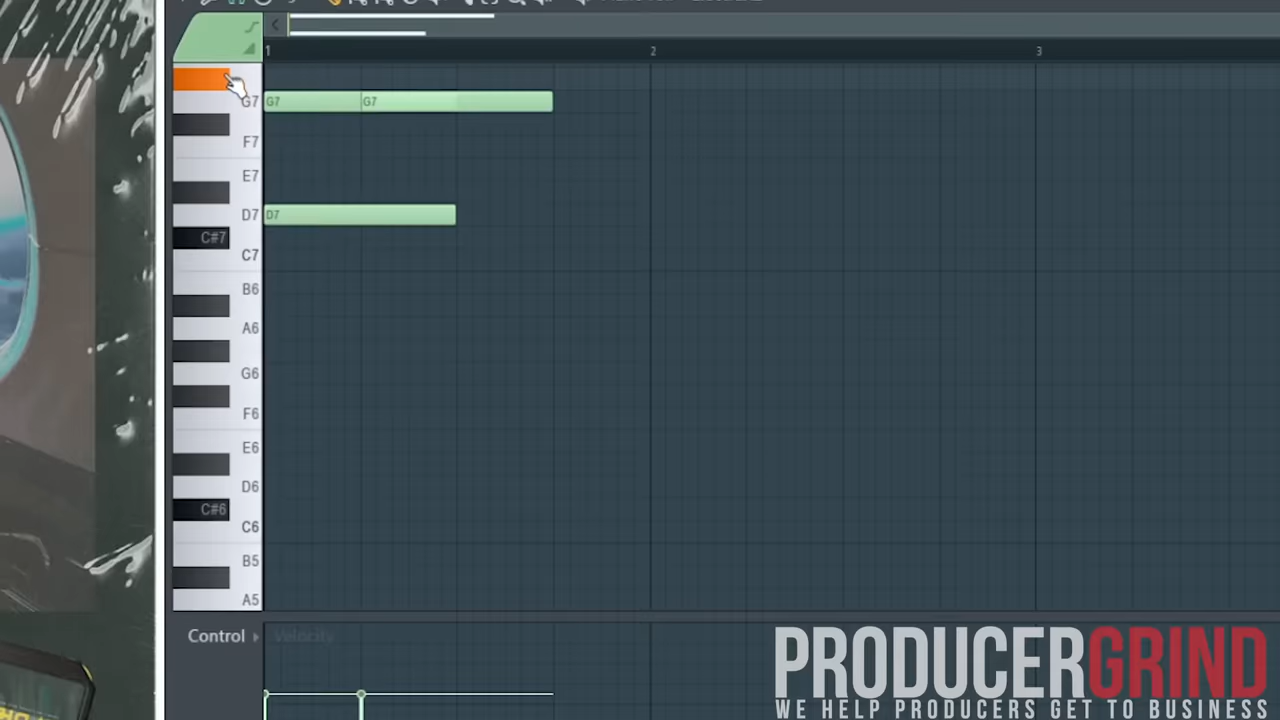 1 2 3
G7 G7 G7
F7
E7
D7 D7
C#7
C7
B6
A6
G6
F6
E6
D6
C#6
C6
B5
A5
Control Velocity
PRODUCERGRIND
WE HELP PRODUCERS GET TO BUSINESS